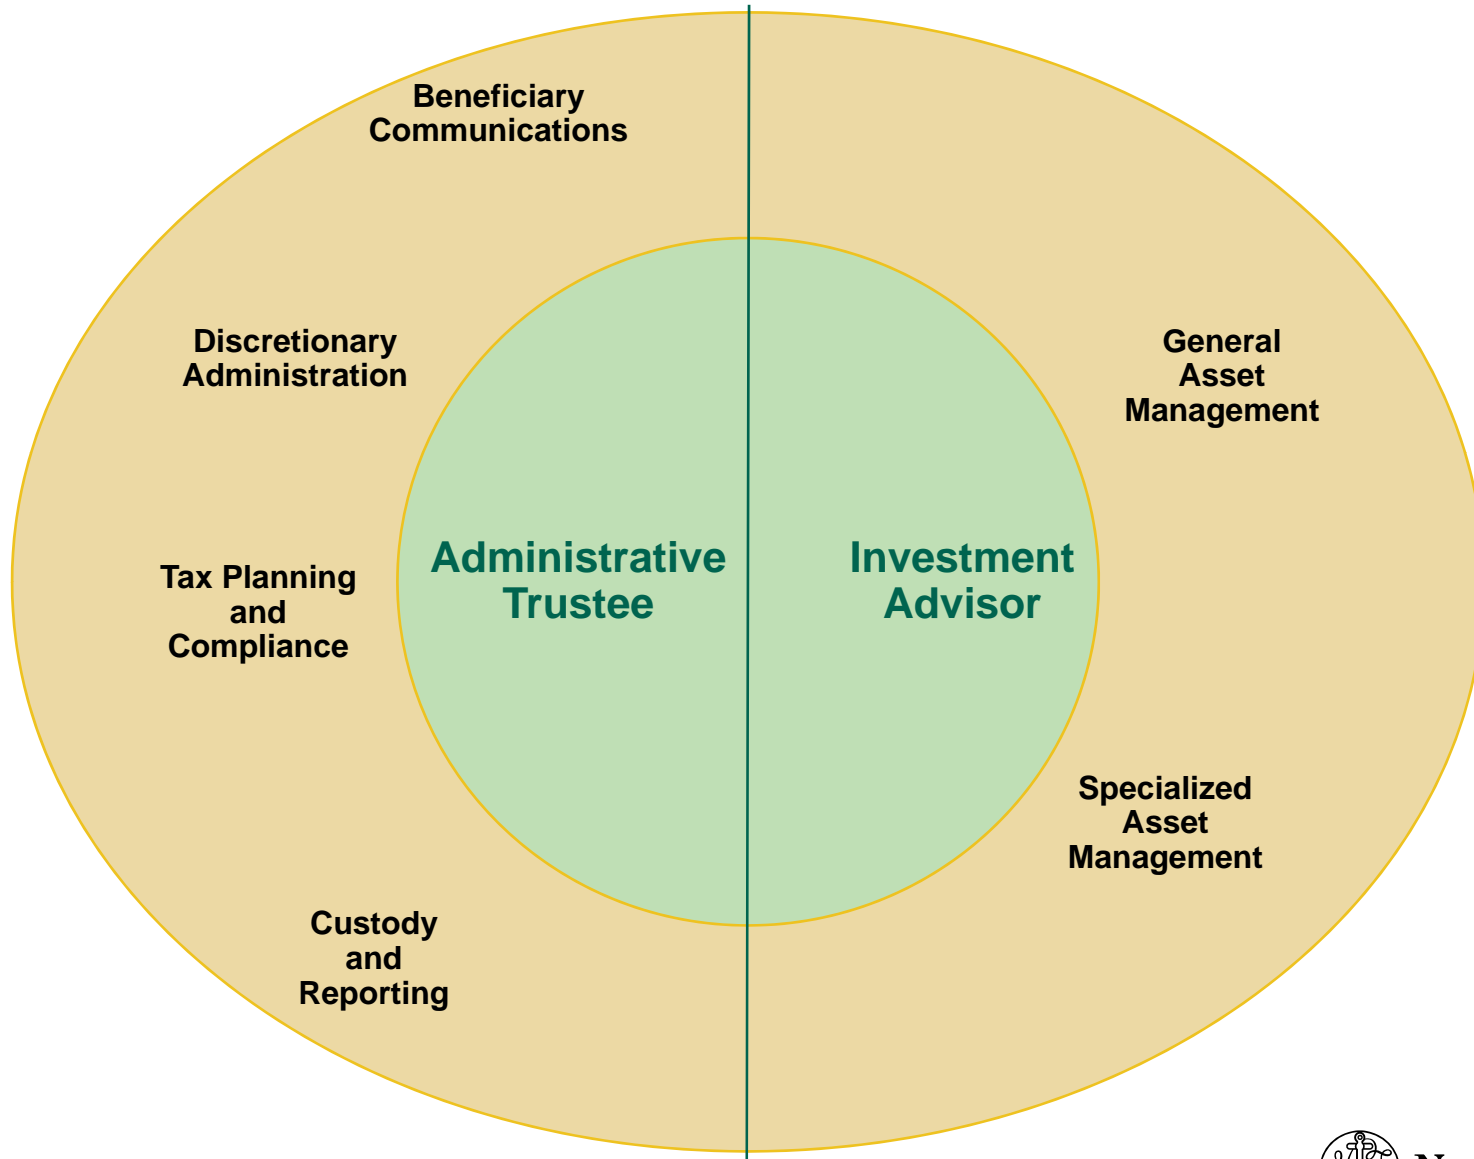 Beneficiary
Communications
Discretionary
Administration
Tax Planning
and
Compliance
Custody
and
Reporting
Administrative
Trustee
Investment
Advisor
General
Asset
Management
Specialized
Asset
Management